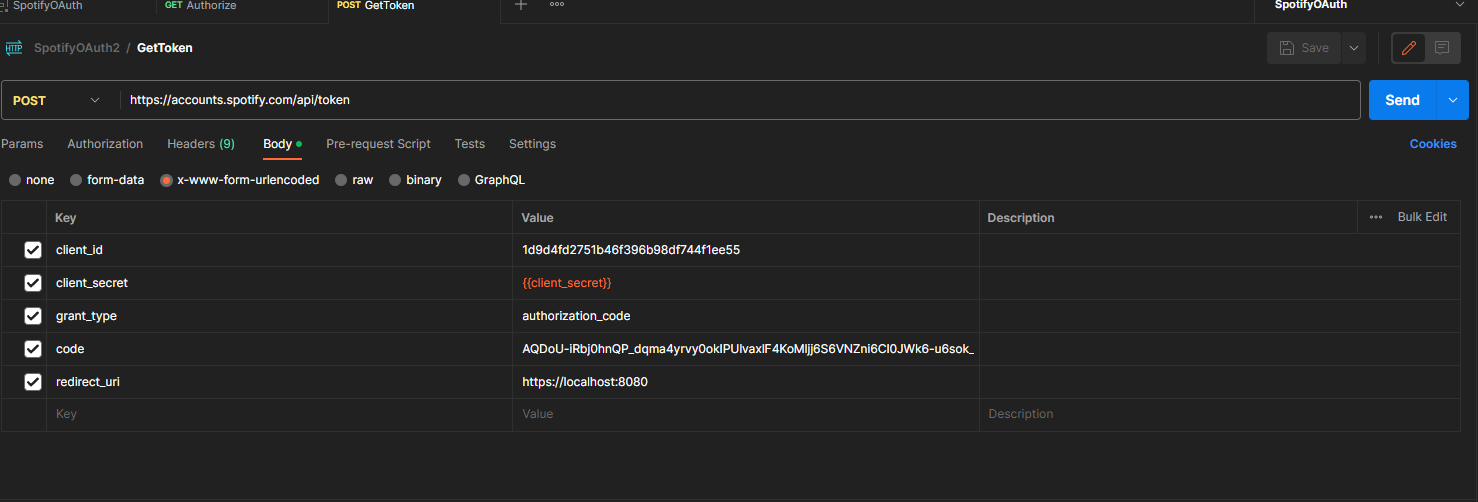 SpotifyOAuth GET Authorize POST GetToken SpotifyOAuth
HTTP SpotifyOAuth2 / GetToken Save
POST https://accounts.spotify.com/api/token Send
Params Authorization Headers (9) Body Pre-request Script Tests Settings Cookies
none form-data x-www-form-urlencoded raw binary GraphQL
Key Value Description Bulk Edit
client_id 1d9d4fd2751b46f396b98df744f1ee55
client_secret {{client_secret}}
grant_type authorization_code
code AQDoU-iRbj0hnQP_dqma4yrvy0okIPUIvaxlF4KoMljj6S6VNZni6CI0JWk6-u6sok_
redirect_uri https://localhost:8080
Key Value Description